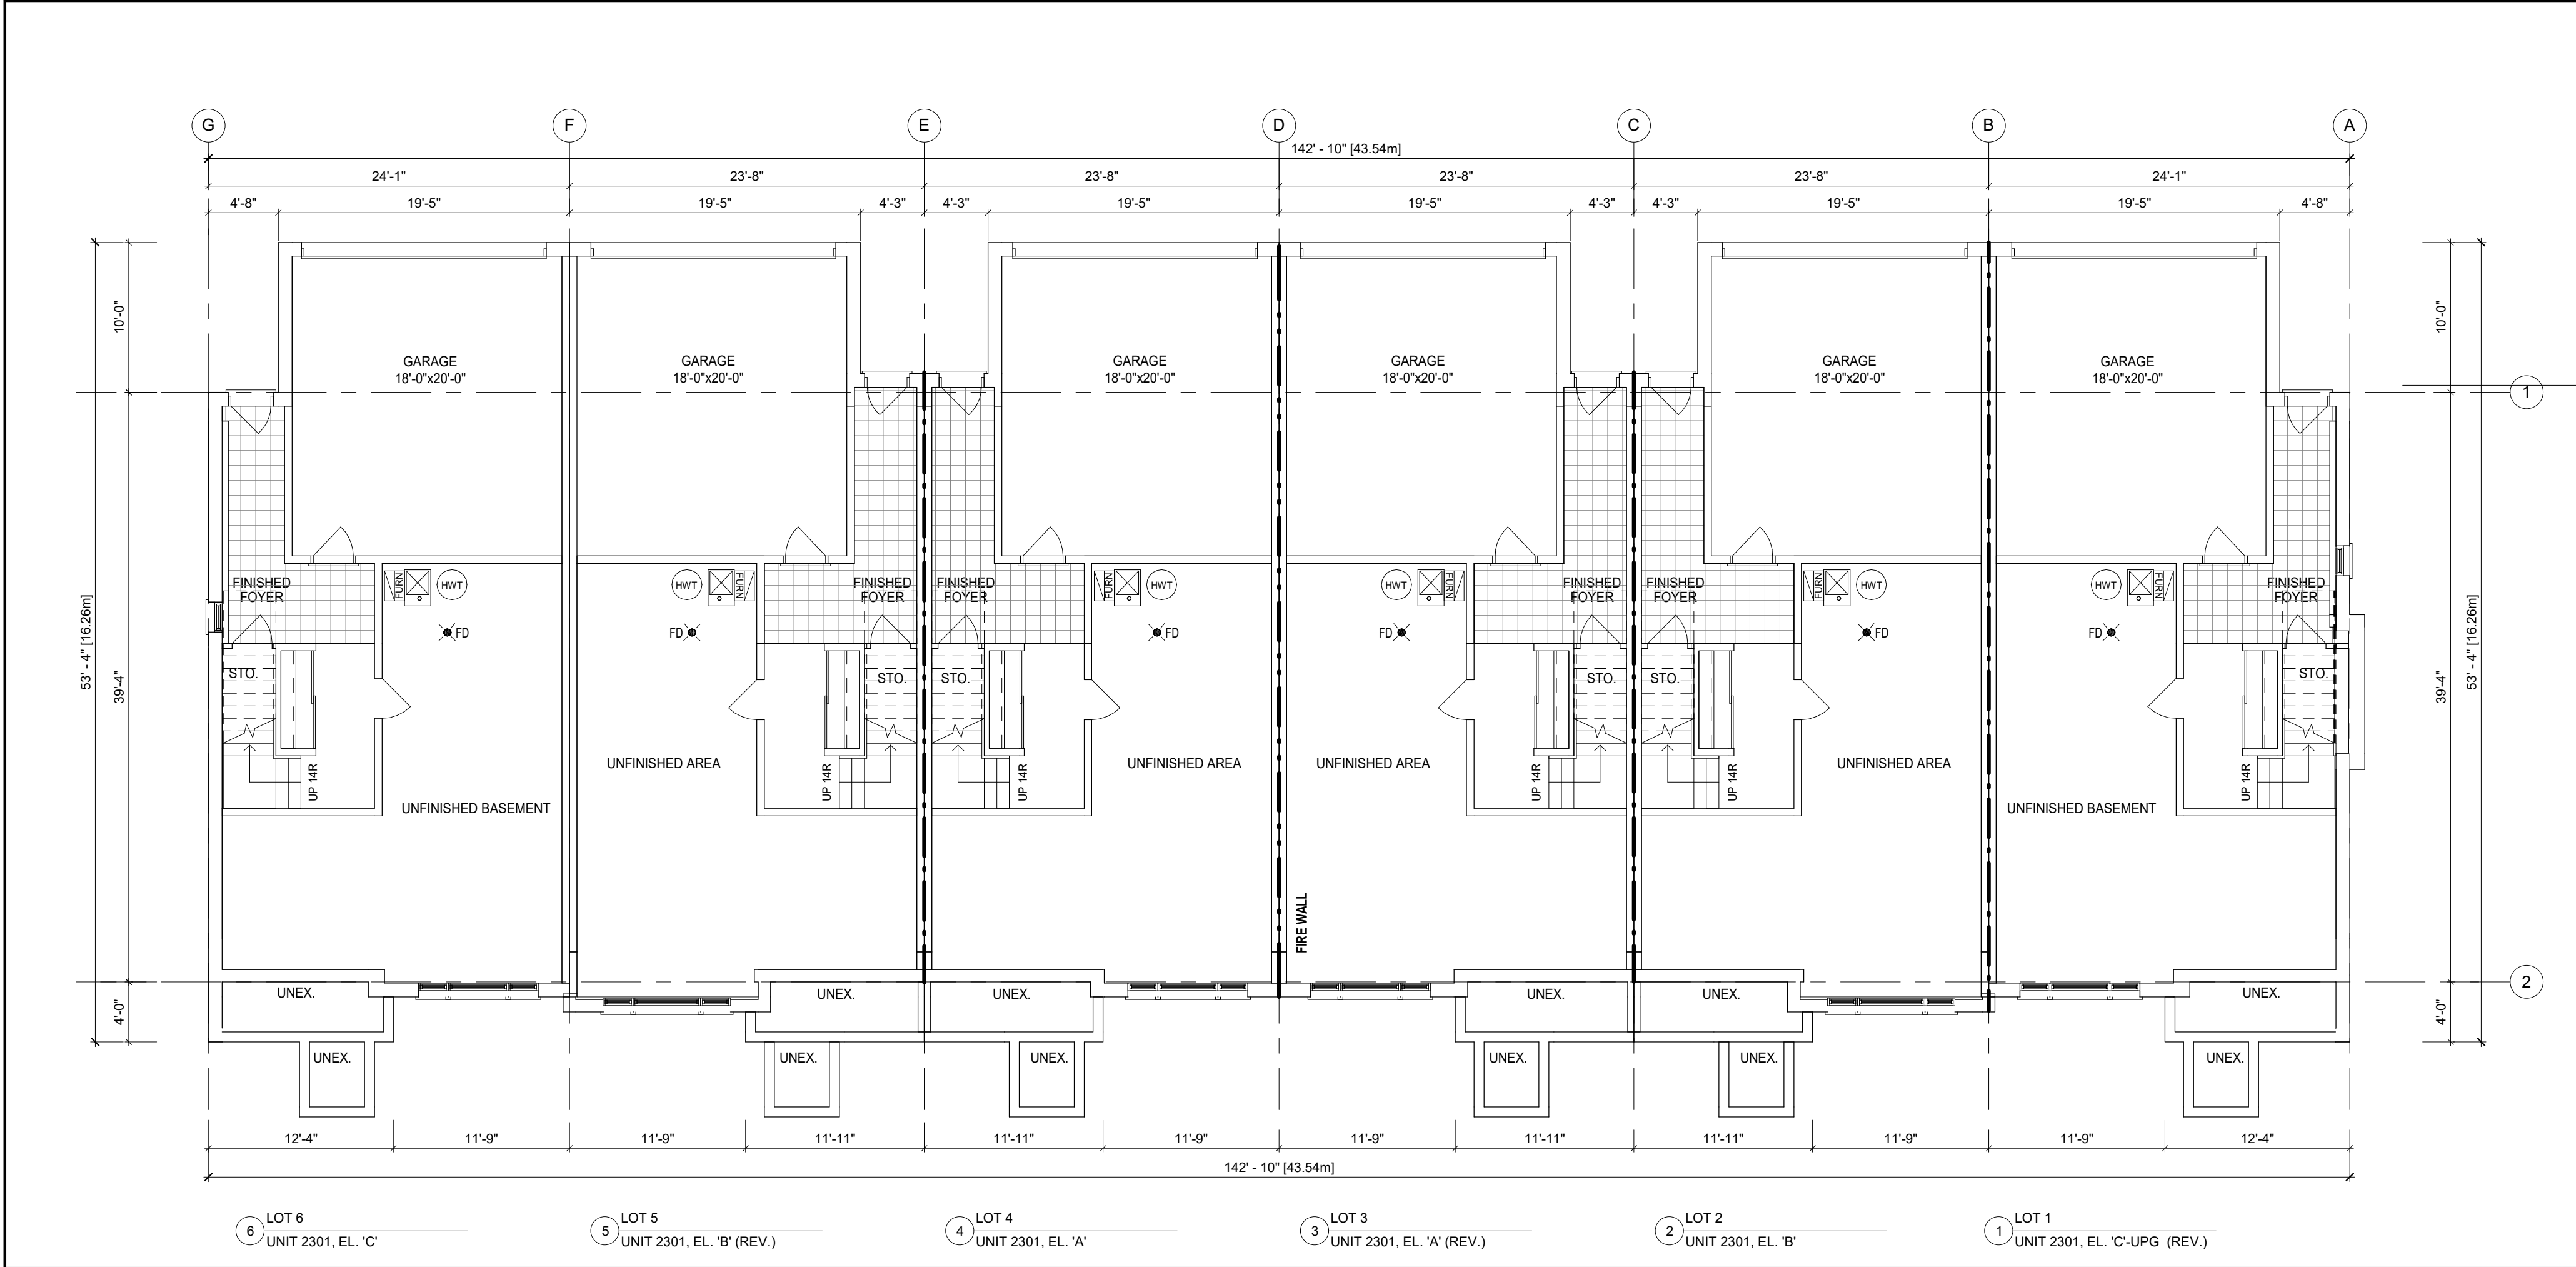 G F E D C B A
142' - 10" [43.54m]
24'-1" 23'-8" 23'-8" 23'-8" 23'-8" 24'-1"
4'-8" 19'-5" 19'-5" 4'-3" 4'-3" 19'-5" 19'-5" 4'-3" 4'-3" 19'-5" 19'-5" 4'-8"
10'-0" 10'-0"
GARAGE GARAGE GARAGE GARAGE GARAGE GARAGE
18'-0"x20'-0" 18'-0"x20'-0" 18'-0"x20'-0" 18'-0"x20'-0" 18'-0"x20'-0" 18'-0"x20'-0"
1
FINISHED FURN HWT HWT FURN FINISHED FINISHED FURN HWT HWT FURN FINISHED FINISHED FURN HWT HWT FURN FINISHED
FOYER FOYER FOYER FOYER FOYER FOYER
FD FD FD FD FD FD
53' - 4" [16.26m] 39'-4" 39'-4" 53' - 4" [16.26m]
STO. STO. STO. STO. STO. STO.
UNFINISHED AREA UNFINISHED AREA UNFINISHED AREA UNFINISHED AREA
UP 14R UP 14R UP 14R UP 14R UP 14R UP 14R
UNFINISHED BASEMENT UNFINISHED BASEMENT
FIRE WALL
2
UNEX. UNEX. UNEX. UNEX. UNEX. UNEX.
4'-0" 4'-0"
UNEX. UNEX. UNEX. UNEX. UNEX. UNEX.
12'-4" 11'-9" 11'-9" 11'-11" 11'-11" 11'-9" 11'-9" 11'-11" 11'-11" 11'-9" 11'-9" 12'-4"
142' - 10" [43.54m]
6 LOT 6
UNIT 2301, EL. 'C'
5 LOT 5
UNIT 2301, EL. 'B' (REV.)
4 LOT 4
UNIT 2301, EL. 'A'
3 LOT 3
UNIT 2301, EL. 'A' (REV.)
2 LOT 2
UNIT 2301, EL. 'B'
1 LOT 1
UNIT 2301, EL. 'C'-UPG (REV.)